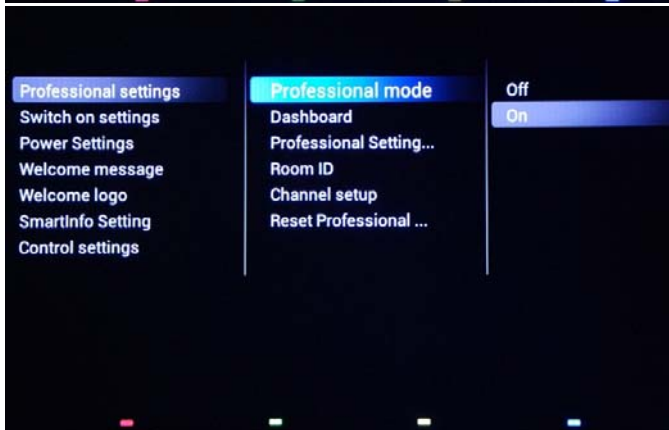 Professional settings
Switch on settings
Power Settings
Welcome message
Welcome logo
SmartInfo Setting
Control settings
Professional mode
Dashboard
Professional Setting...
Room ID
Channel setup
Reset Professional ...
Off
On